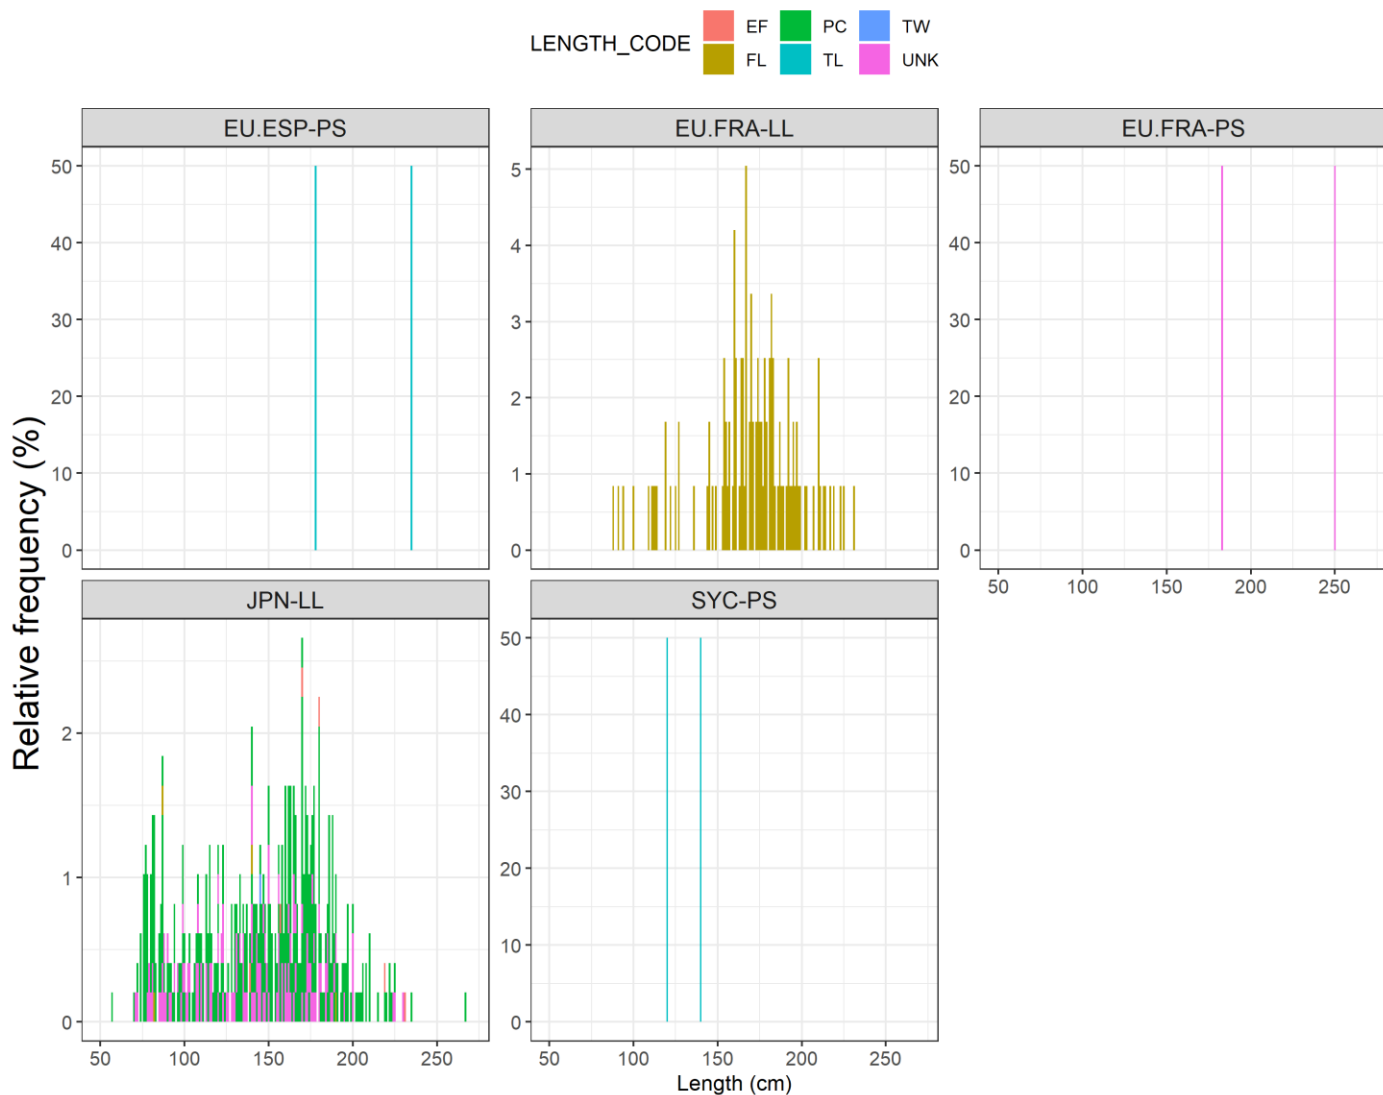 LENGTH_CODE
EF PC TW
FL TL UNK
EU.ESP-PS EU.FRA-LL EU.FRA-PS
50
40
30
20
10
0
5
4
3
2
1
0
50
40
30
20
10
0
50 100 150 200 250
Relative frequency (%)
JPN-LL SYC-PS
2
1
0
50
40
30
20
10
0
50 100 150 200 250
50 100 150 200 250
Length (cm)